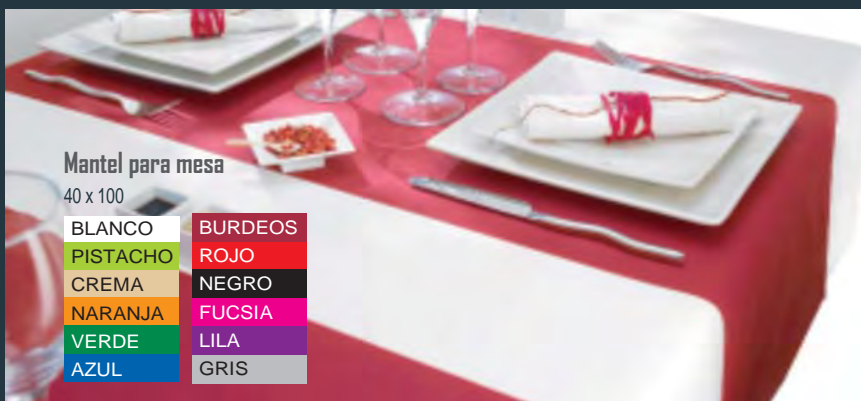 Mantel para mesa
40 x 100
BLANCO
PISTACHO
CREMA
NARANJA
VERDE
AZUL
BURDEOS
ROJO
NEGRO
FUCSIA
LILA
GRIS